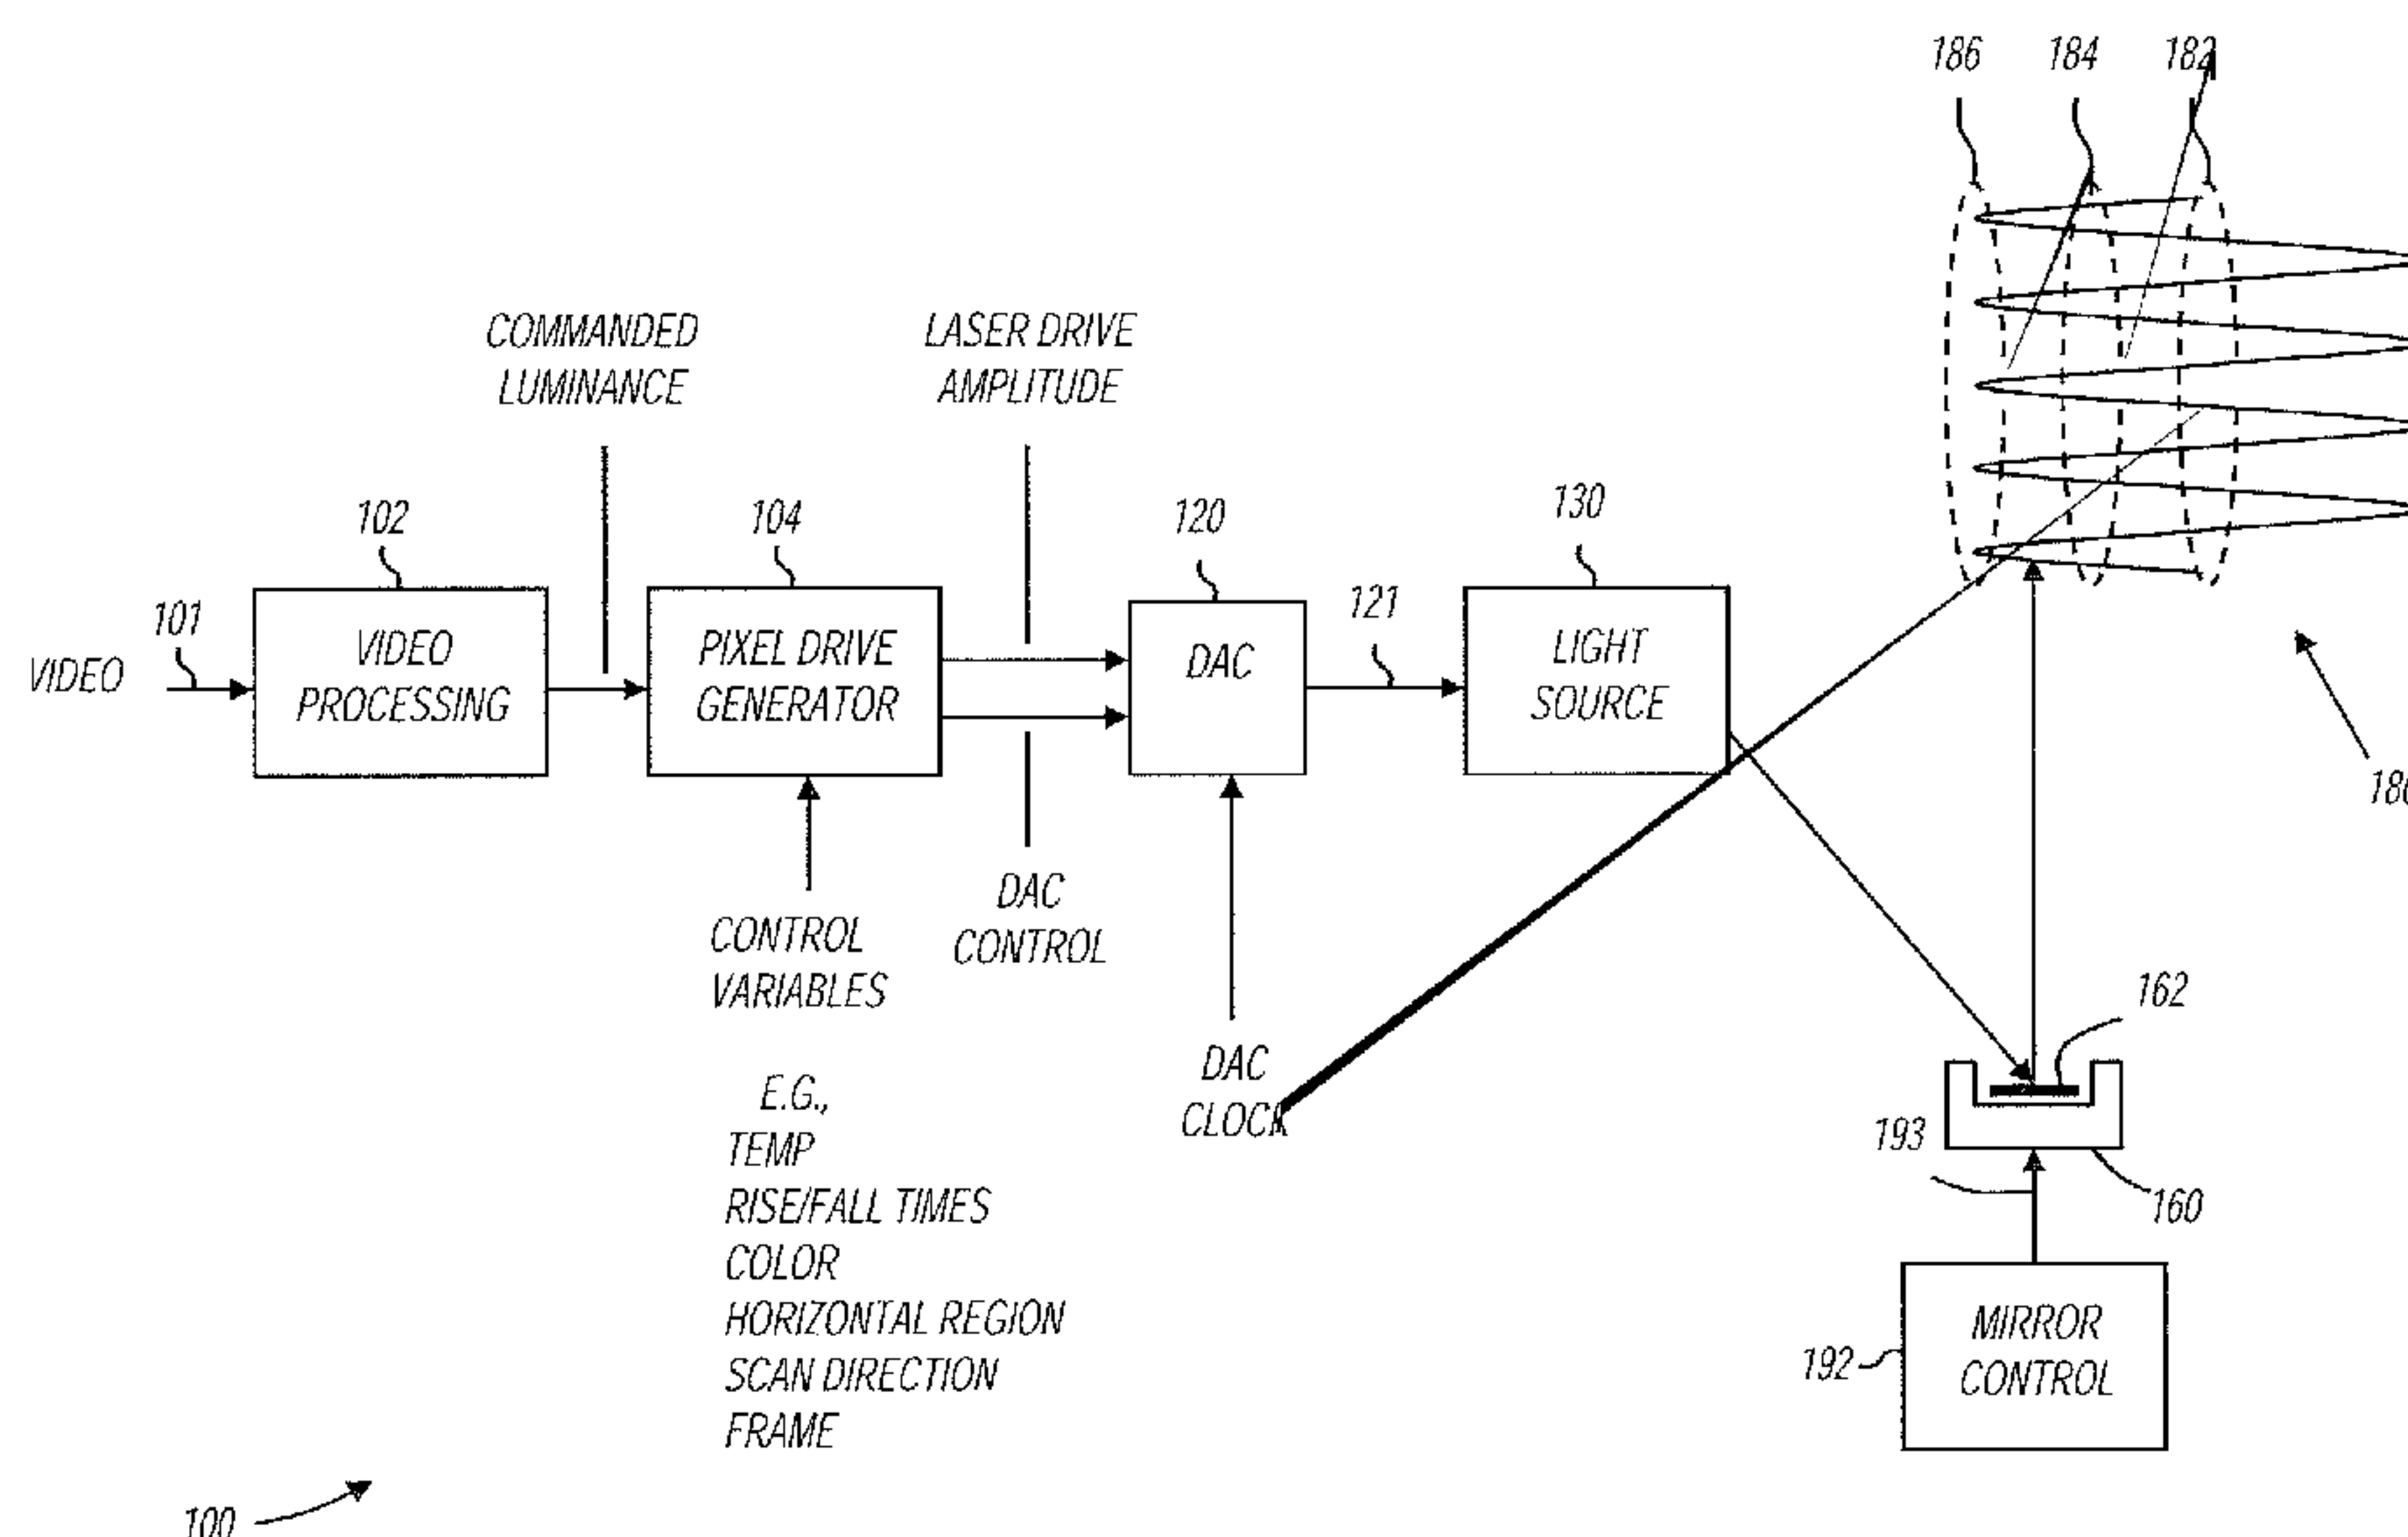 186 184 182
COMMANDED
LUMINANCE
LASER DRIVE
AMPLITUDE
102
104
120
130
101
VIDEO
VIDEO
PROCESSING
PIXEL DRIVE
GENERATOR
DAC
121
LIGHT
SOURCE
CONTROL
VARIABLES
DAC
CONTROL
E.G.,
TEMP
RISE/FALL TIMES
COLOR
HORIZONTAL REGION
SCAN DIRECTION
FRAME
DAC
CLOCK
162
193
160
192
MIRROR
CONTROL
100